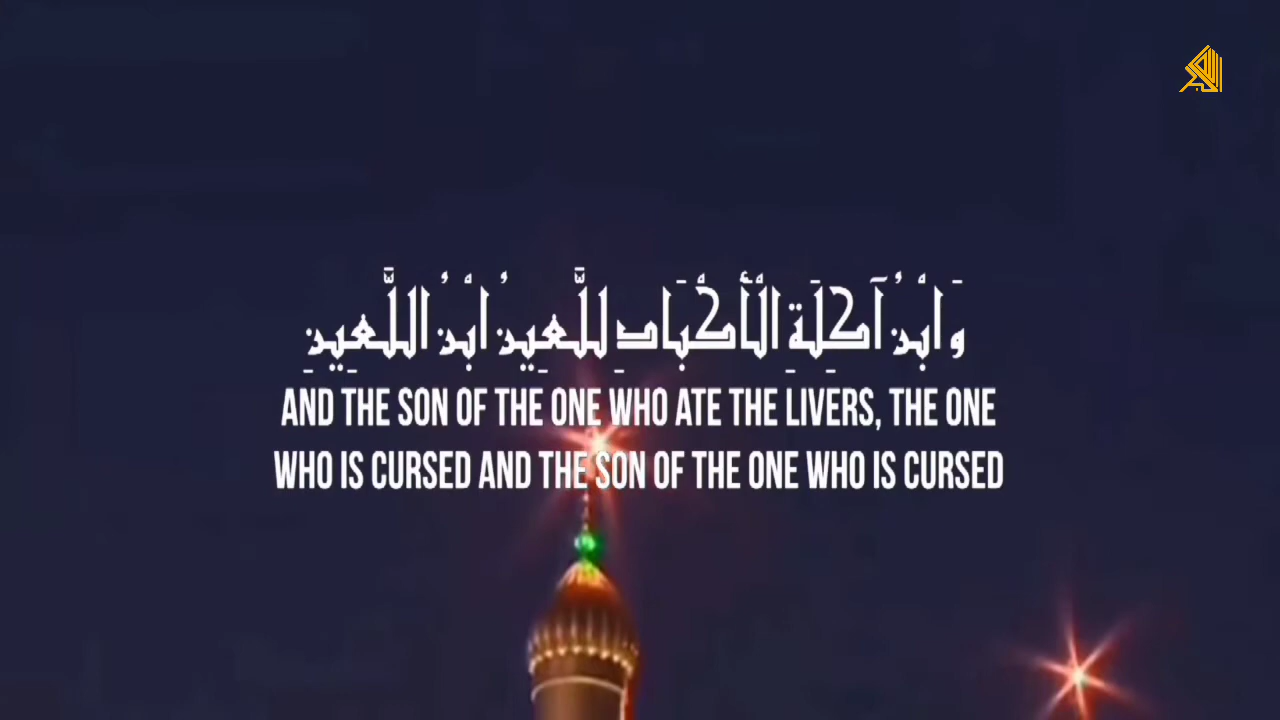 وَ ابْنُ آكِلَةِ الْأَكْبَادِ لِلَّعِينُ ابْنُ اللَّعِينِ
AND THE SON OF THE ONE WHO ATE THE LIVERS, THE ONE
WHO IS CURSED AND THE SON OF THE ONE WHO IS CURSED